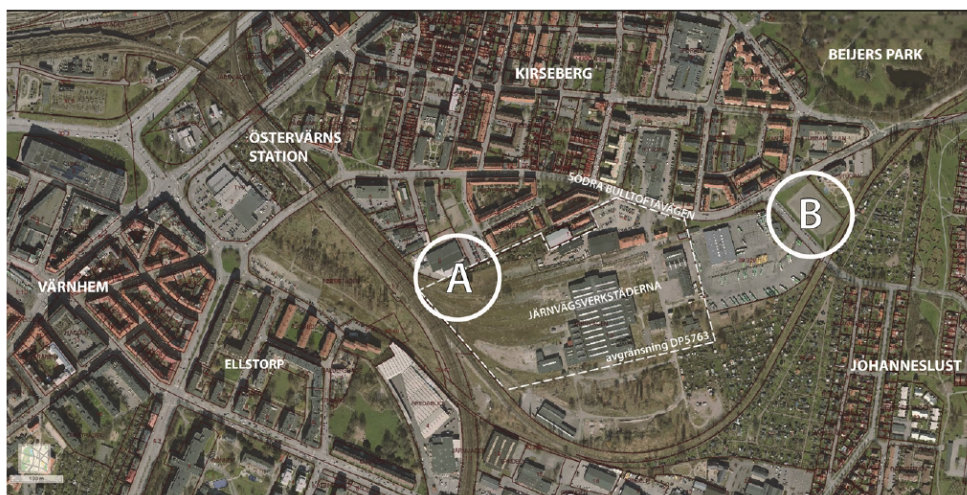 BEIJERS PARK
KIRSEBERG
ÖSTERVÄRNS
STATION
SÖDRA BULLTOFTAVÄGEN
B
A
VÄRNHEM
JÄRNVÄGSVERKSTÄDERNA
avgränsning DP5763
ELLSTORP
JOHANNESLUST